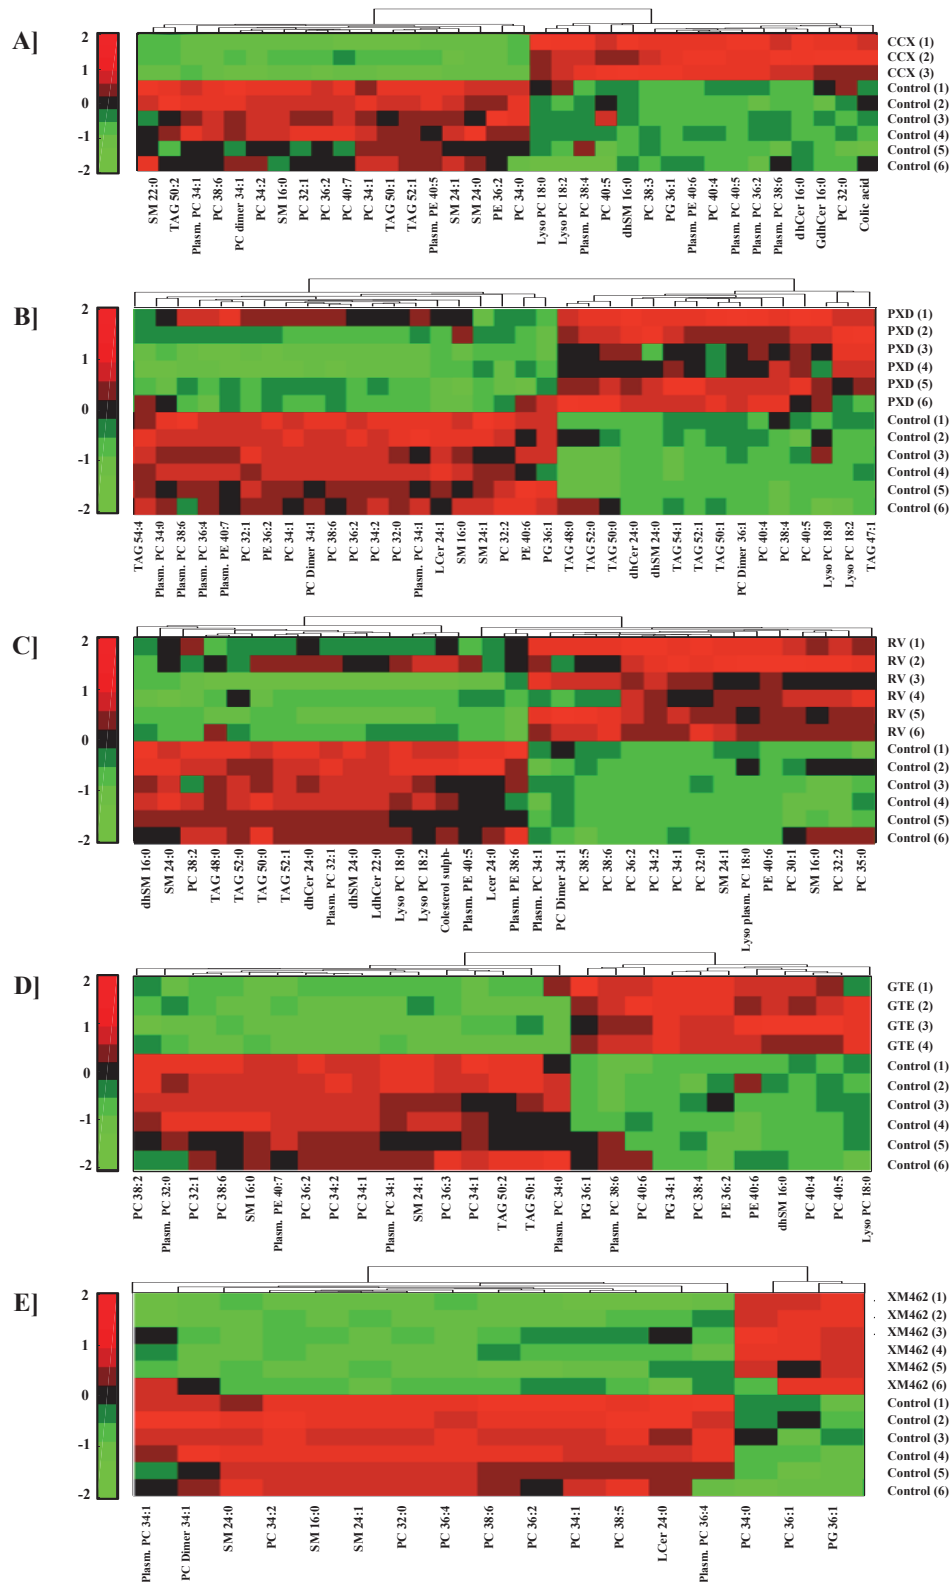 A]
2
1
0
-1
-2
CCX (1)
CCX (2)
CCX (3)
Control (1)
Control (2)
Control (3)
Control (4)
Control (5)
Control (6)
SM 22:0
TAG 50:2
Plasm. PC 34:1
PC 38:6
PC dimer 34:1
PC 34:2
SM 16:0
PC 32:1
PC 36:2
PC 40:7
PC 34:1
TAG 50:1
TAG 52:1
Plasm. PE 40:5
SM 24:1
SM 24:0
PE 36:2
PC 34:0
Lyso PC 18:0
Lyso PC 18:2
Plasm. PC 38:4
PC 40:5
dhSM 16:0
PC 38:3
PG 36:1
Plasm. PE 40:6
PC 40:4
Plasm. PC 40:5
Plasm. PC 36:2
Plasm. PC 38:6
dhCer 16:0
GdhCer 16:0
PC 32:0
Colic acid
B]
2
1
0
-1
-2
PXD (1)
PXD (2)
PXD (3)
PXD (4)
PXD (5)
PXD (6)
Control (1)
Control (2)
Control (3)
Control (4)
Control (5)
Control (6)
TAG 54:4
Plasm. PC 34:0
Plasm. PC 38:6
Plasm. PC 36:4
Plasm. PE 40:7
PC 32:1
PE 36:2
PC 34:1
PC Dimer 34:1
PC 38:6
PC 36:2
PC 34:2
PC 32:0
Plasm. PC 34:1
LCer 24:1
SM 16:0
SM 24:1
PC 32:2
PE 40:6
PG 36:1
TAG 48:0
TAG 52:0
TAG 50:0
dhCer 24:0
dhSM 24:0
TAG 54:1
TAG 52:1
TAG 50:1
PC Dimer 36:1
PC 40:4
PC 38:4
PC 40:5
Lyso PC 18:0
Lyso PC 18:2
TAG 47:1
C]
2
1
0
-1
-2
RV (1)
RV (2)
RV (3)
RV (4)
RV (5)
RV (6)
Control (1)
Control (2)
Control (3)
Control (4)
Control (5)
Control (6)
dhSM 16:0
SM 24:0
PC 38:2
TAG 48:0
TAG 52:0
TAG 50:0
TAG 52:1
dhCer 24:0
Plasm. PC 32:1
dhSM 24:0
LdhCer 22:0
Lyso PC 18:0
Lyso PC 18:2
Colesterol sulph-
Plasm. PE 40:5
Lcer 24:0
Plasm. PE 38:6
Plasm. PC 34:1
PC Dimer 34:1
PC 38:5
PC 38:6
PC 36:2
PC 34:2
PC 34:1
PC 32:0
SM 24:1
Lyso plasm. PC 18:0
PE 40:6
PC 30:1
SM 16:0
PC 32:2
PC 35:0
D]
2
1
0
-1
-2
GTE (1)
GTE (2)
GTE (3)
GTE (4)
Control (1)
Control (2)
Control (3)
Control (4)
Control (5)
Control (6)
PC 38:2
Plasm. PC 32:0
PC 32:1
PC 38:6
SM 16:0
Plasm. PE 40:7
PC 36:2
PC 34:2
PC 34:1
Plasm. PC 34:1
SM 24:1
PC 36:3
PC 34:1
TAG 50:2
TAG 50:1
Plasm. PC 34:0
PG 36:1
Plasm. PC 38:6
PC 40:6
PG 34:1
PC 38:4
PE 36:2
PE 40:6
dhSM 16:0
PC 40:4
PC 40:5
Lyso PC 18:0
E]
2
1
0
-1
-2
XM462 (1)
XM462 (2)
XM462 (3)
XM462 (4)
XM462 (5)
XM462 (6)
Control (1)
Control (2)
Control (3)
Control (4)
Control (5)
Control (6)
Plasm. PC 34:1
PC Dimer 34:1
SM 24:0
PC 34:2
SM 16:0
SM 24:1
PC 32:0
PC 36:4
PC 38:6
PC 36:2
PC 34:1
PC 38:5
LCer 24:0
Plasm. PC 36:4
PC 34:0
PC 36:1
PG 36:1